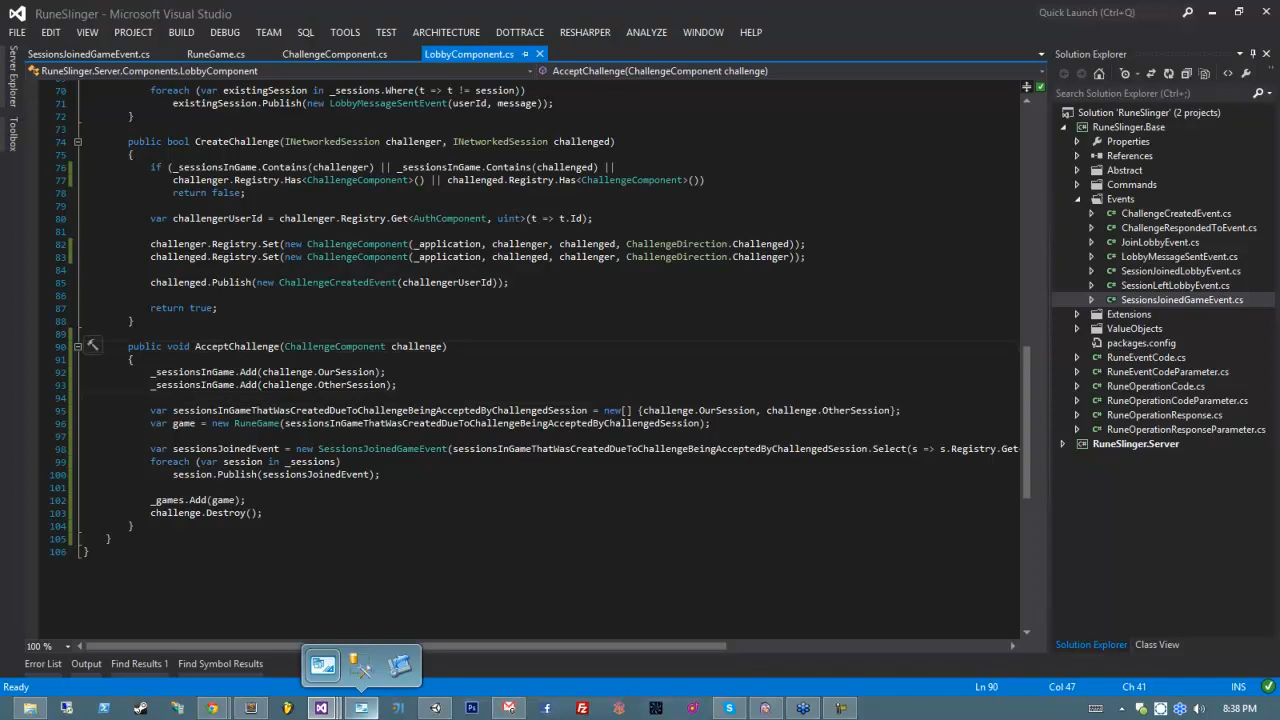 RuneSlinger - Microsoft Visual Studio
Quick Launch (Ctrl+Q)
FILE EDIT VIEW PROJECT BUILD DEBUG TEAM SQL TOOLS TEST ARCHITECTURE DOTTRACE RESHARPER ANALYZE WINDOW HELP
SessionsJoinedGameEvent.cs RuneGame.cs ChallengeComponent.cs LobbyComponent.cs
RuneSlinger.Server.Components.LobbyComponent AcceptChallenge(ChallengeComponent challenge)
Server Explorer
Toolbox
70 foreach (var existingSession in _sessions.Where(t => t != session))
71 existingSession.Publish(new LobbyMessageSentEvent(userId, message));
72 }
73
74 public bool CreateChallenge(INetworkedSession challenger, INetworkedSession challenged)
75 {
76 if (_sessionsInGame.Contains(challenger) || _sessionsInGame.Contains(challenged) ||
77 challenger.Registry.Has<ChallengeComponent>() || challenged.Registry.Has<ChallengeComponent>())
78 return false;
79
80 var challengerUserId = challenger.Registry.Get<AuthComponent, uint>(t => t.Id);
81
82 challenger.Registry.Set(new ChallengeComponent(_application, challenger, challenged, ChallengeDirection.Challenged));
83 challenged.Registry.Set(new ChallengeComponent(_application, challenged, challenger, ChallengeDirection.Challenger));
84
85 challenged.Publish(new ChallengeCreatedEvent(challengerUserId));
86
87 return true;
88 }
89
90 public void AcceptChallenge(ChallengeComponent challenge)
91 {
92 _sessionsInGame.Add(challenge.OurSession);
93 _sessionsInGame.Add(challenge.OtherSession);
94
95 var sessionsInGameThatWasCreatedDueToChallengeBeingAcceptedByChallengedSession = new[] {challenge.OurSession, challenge.OtherSession};
96 var game = new RuneGame(sessionsInGameThatWasCreatedDueToChallengeBeingAcceptedByChallengedSession);
97
98 var sessionsJoinedEvent = new SessionsJoinedGameEvent(sessionsInGameThatWasCreatedDueToChallengeBeingAcceptedByChallengedSession.Select(s => s.Registry.Get
99 foreach (var session in _sessions)
100 session.Publish(sessionsJoinedEvent);
101
102 _games.Add(game);
103 challenge.Destroy();
104 }
105 }
106 }
100 %
Error List Output Find Results 1 Find Symbol Results
Ready
Ln 90 Col 47 Ch 41 INS
Solution Explorer
Search Solution Explorer (Ctrl+;)
Solution 'RuneSlinger' (2 projects)
RuneSlinger.Base
Properties
References
Abstract
Commands
Events
ChallengeCreatedEvent.cs
ChallengeRespondedToEvent.cs
JoinLobbyEvent.cs
LobbyMessageSentEvent.cs
SessionJoinedLobbyEvent.cs
SessionLeftLobbyEvent.cs
SessionsJoinedGameEvent.cs
Extensions
ValueObjects
packages.config
RuneEventCode.cs
RuneEventCodeParameter.cs
RuneOperationCode.cs
RuneOperationCodeParameter.cs
RuneOperationResponse.cs
RuneOperationResponseParameter.cs
RuneSlinger.Server
Solution Explorer Class View
8:38 PM